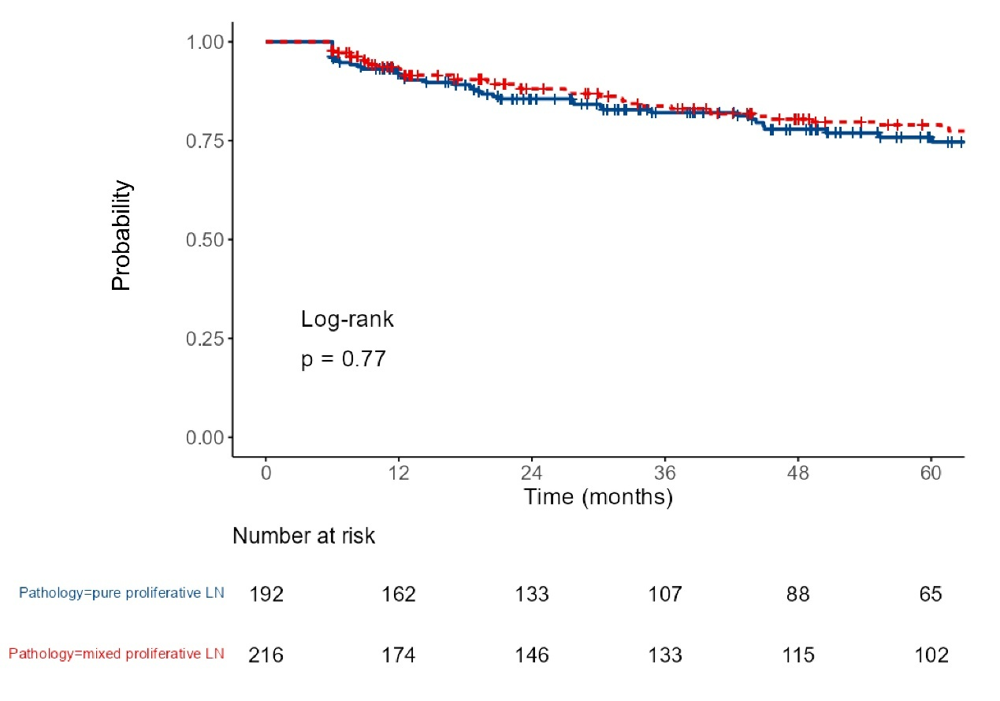 1.00
0.75
0.50
0.25
0.00
Probability
Log-rank
p = 0.77
0 12 24 36 48 60
Time (months)
Number at risk
Pathology=pure proliferative LN 192 162 133 107 88 65
Pathology=mixed proliferative LN 216 174 146 133 115 102